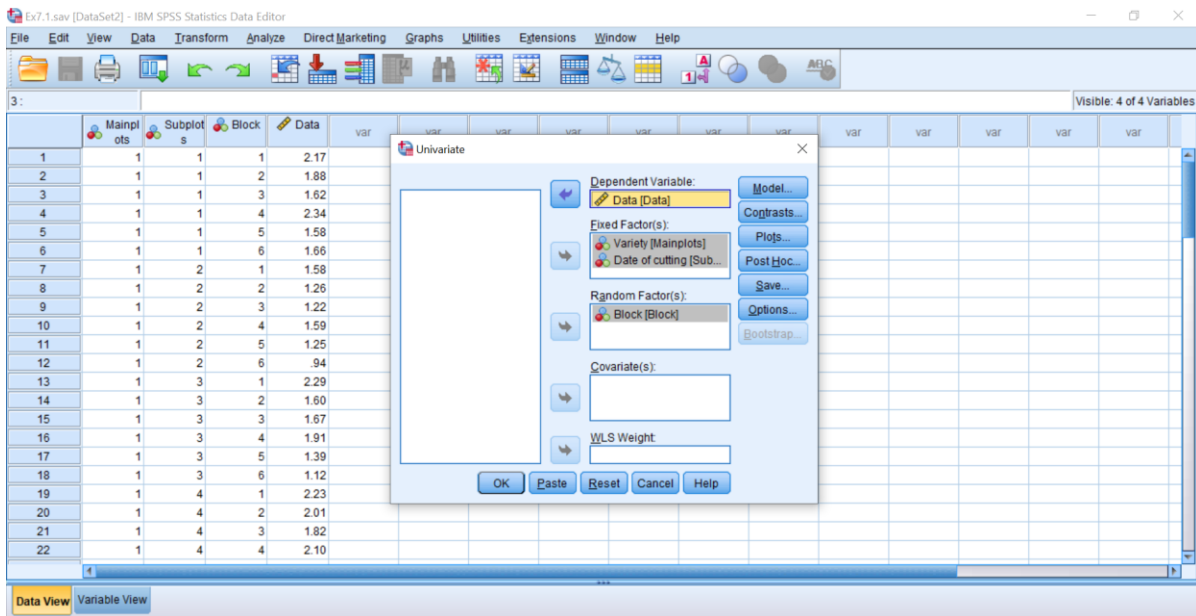 Ex7.1.sav [DataSet2] - IBM SPSS Statistics Data Editor
File Edit View Data Transform Analyze Direct Marketing Graphs Utilities Extensions Window Help
3 :
Visible: 4 of 4 Variables
Mainplots Subplots Block Data var var var var var var var var var var var var
1 1 1 1 2.17
2 1 1 2 1.88
3 1 1 3 1.62
4 1 1 4 2.34
5 1 1 5 1.58
6 1 1 6 1.66
7 1 2 1 1.58
8 1 2 2 1.26
9 1 2 3 1.22
10 1 2 4 1.59
11 1 2 5 1.25
12 1 2 6 .94
13 1 3 1 2.29
14 1 3 2 1.60
15 1 3 3 1.67
16 1 3 4 1.91
17 1 3 5 1.39
18 1 3 6 1.12
19 1 4 1 2.23
20 1 4 2 2.01
21 1 4 3 1.82
22 1 4 4 2.10
Univariate
Dependent Variable:
Data [Data]
Fixed Factor(s):
Variety [Mainplots]
Date of cutting [Sub...
Random Factor(s):
Block [Block]
Covariate(s):
WLS Weight:
Model...
Contrasts...
Plots...
Post Hoc...
Save...
Options...
Bootstrap...
OK Paste Reset Cancel Help
Data View Variable View